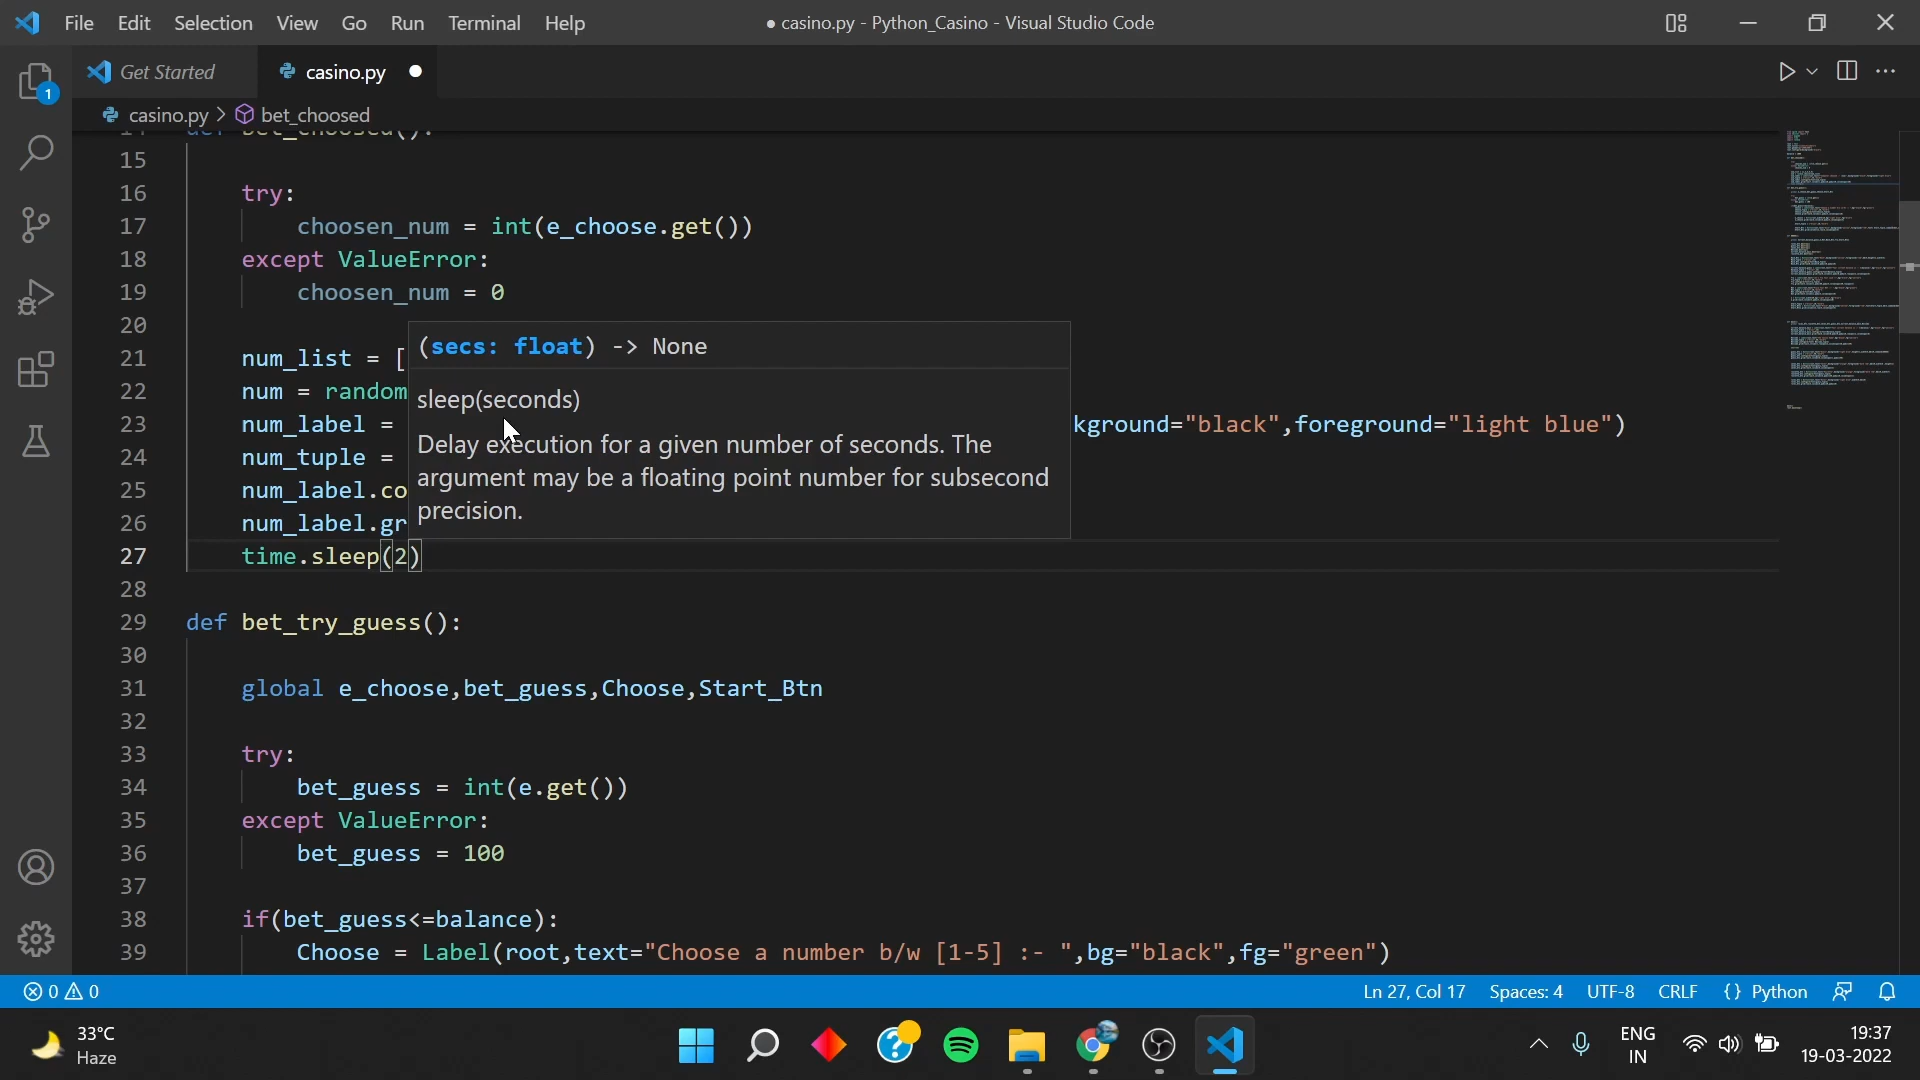 File Edit Selection View Go Run Terminal Help ● casino.py - Python_Casino - Visual Studio Code
Get Started casino.py ●
1
casino.py > bet_choosed
14 def bet_choosed():
15
16 try:
17 choosen_num = int(e_choose.get())
18 except ValueError:
19 choosen_num = 0
20
(secs: float) -> None
21 num_list = [
22 num = random
sleep(seconds)
23 num_label = kground="black",foreground="light blue")
Delay execution for a given number of seconds. The
24 num_tuple =
argument may be a floating point number for subsecond
25 num_label.co
precision.
26 num_label.gr
27 time.sleep(2)
28
29 def bet_try_guess():
30
31 global e_choose,bet_guess,Choose,Start_Btn
32
33 try:
34 bet_guess = int(e.get())
35 except ValueError:
36 bet_guess = 100
37
38 if(bet_guess<=balance):
39 Choose = Label(root,text="Choose a number b/w [1-5] :- ",bg="black",fg="green")
0 0 Ln 27, Col 17 Spaces: 4 UTF-8 CRLF {} Python
33°C
Haze
ENG
IN
19:37
19-03-2022